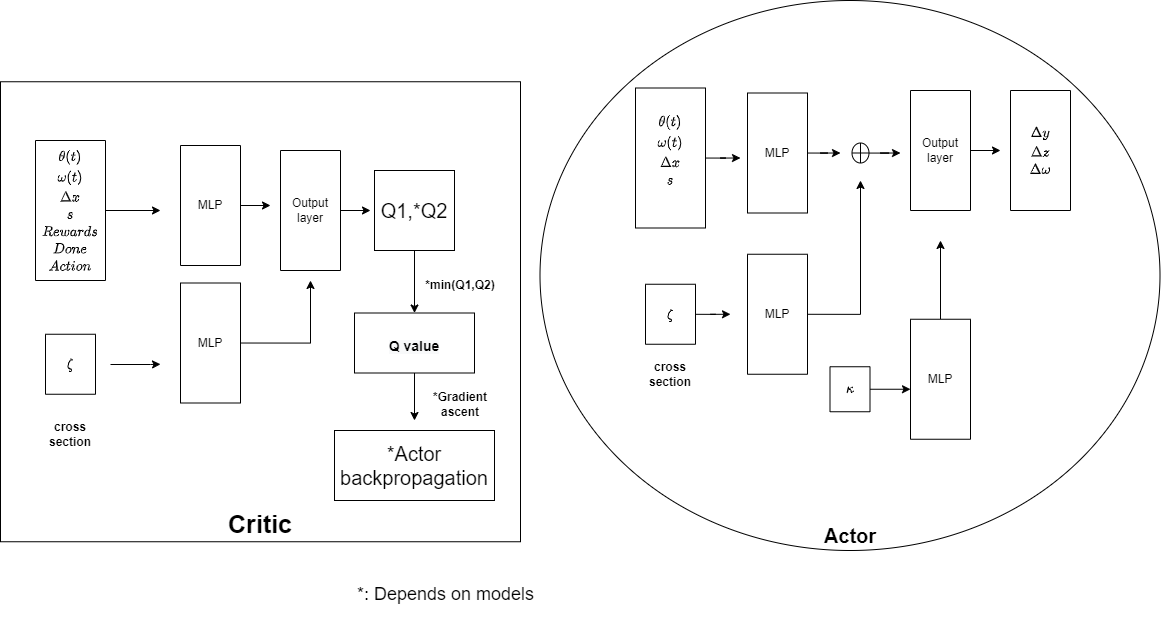 θ(t)
ω(t)
Δx
s
Rewards
Done
Action
MLP
Output
layer
Q1,*Q2
*min(Q1,Q2)
MLP
Q value
ζ
cross
section
*Gradient
ascent
*Actor
backpropagation
Critic
θ(t)
ω(t)
Δx
s
MLP
Output
layer
Δy
Δz
Δω
ζ
cross
section
MLP
κ
MLP
Actor
*: Depends on models